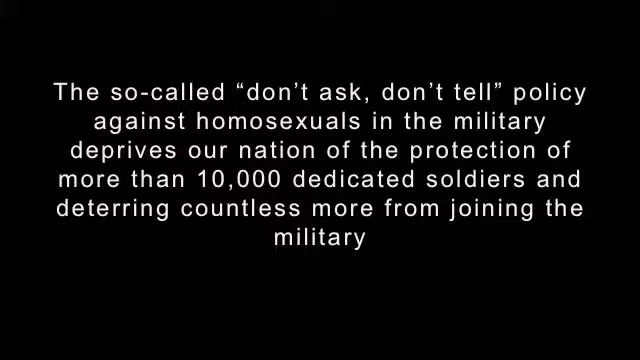 The so-called “don’t ask, don’t tell” policy
against homosexuals in the military
deprives our nation of the protection of
more than 10,000 dedicated soldiers and
deterring countless more from joining the
military